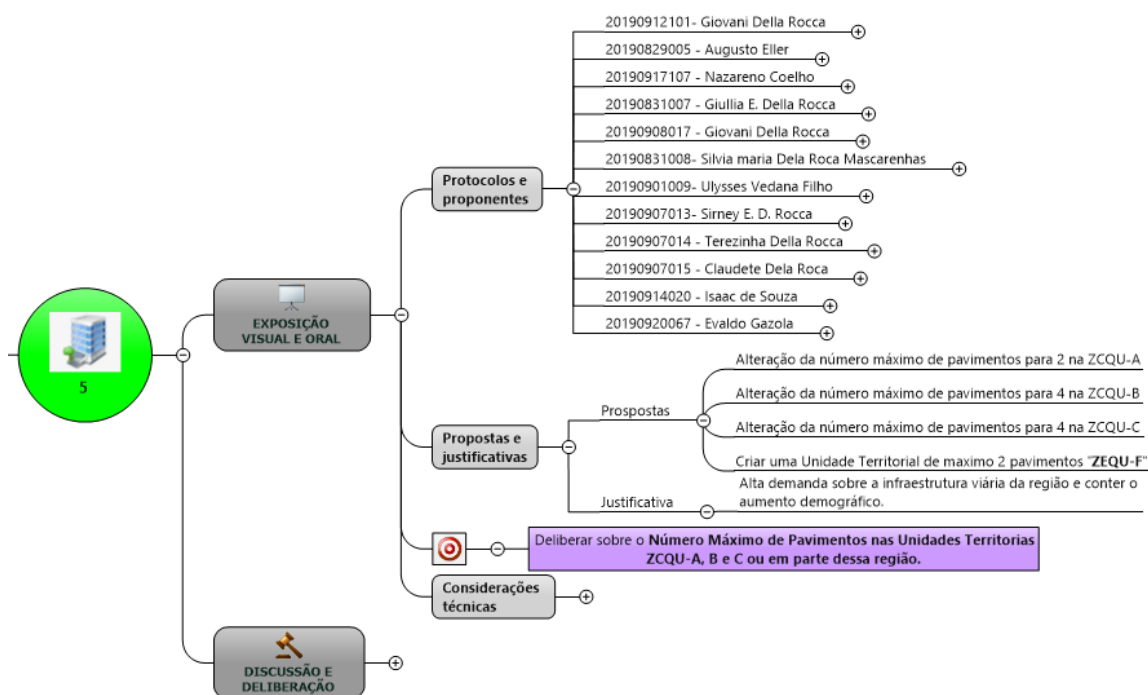 5
EXPOSIÇÃO
VISUAL E ORAL
Protocolos e
proponentes
20190912101- Giovani Della Rocca
20190829005 - Augusto Eller
20190917107 - Nazareno Coelho
20190831007 - Giullia E. Della Rocca
20190908017 - Giovani Della Rocca
20190831008- Silvia maria Dela Roca Mascarenhas
20190901009- Ulysses Vedana Filho
20190907013- Sirney E. D. Rocca
20190907014 - Terezinha Della Rocca
20190907015 - Claudete Dela Roca
20190914020 - Isaac de Souza
20190920067 - Evaldo Gazola
Propostas e
justificativas
Prospostas
Alteração da número máximo de pavimentos para 2 na ZCQU-A
Alteração da número máximo de pavimentos para 4 na ZCQU-B
Alteração da número máximo de pavimentos para 4 na ZCQU-C
Criar uma Unidade Territorial de maximo 2 pavimentos "ZEQU-F"
Justificativa
Alta demanda sobre a infraestrutura viária da região e conter o
aumento demográfico.
Deliberar sobre o Número Máximo de Pavimentos nas Unidades Territorias
ZCQU-A, B e C ou em parte dessa região.
Considerações
técnicas
DISCUSSÃO E
DELIBERAÇÃO